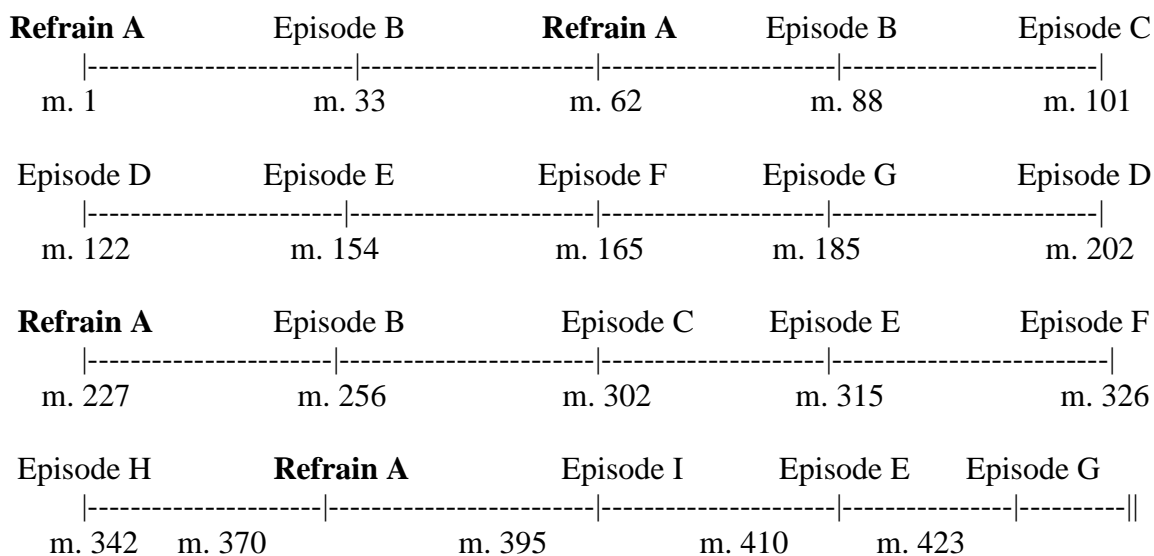 Refrain A Episode B Refrain A Episode B Episode C
m. 1 m. 33 m. 62 m. 88 m. 101
Episode D Episode E Episode F Episode G Episode D
m. 122 m. 154 m. 165 m. 185 m. 202
Refrain A Episode B Episode C Episode E Episode F
m. 227 m. 256 m. 302 m. 315 m. 326
Episode H Refrain A Episode I Episode E Episode G
m. 342 m. 370 m. 395 m. 410 m. 423